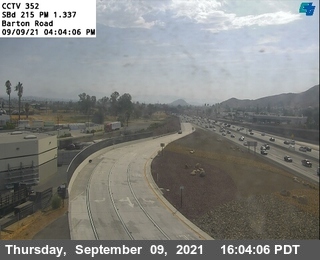 CCTV 352
SBd 215 PM 1.337
Barton Road
09/09/21 04:04:06 PM
Thursday, September 09, 2021 16:04:06 PDT